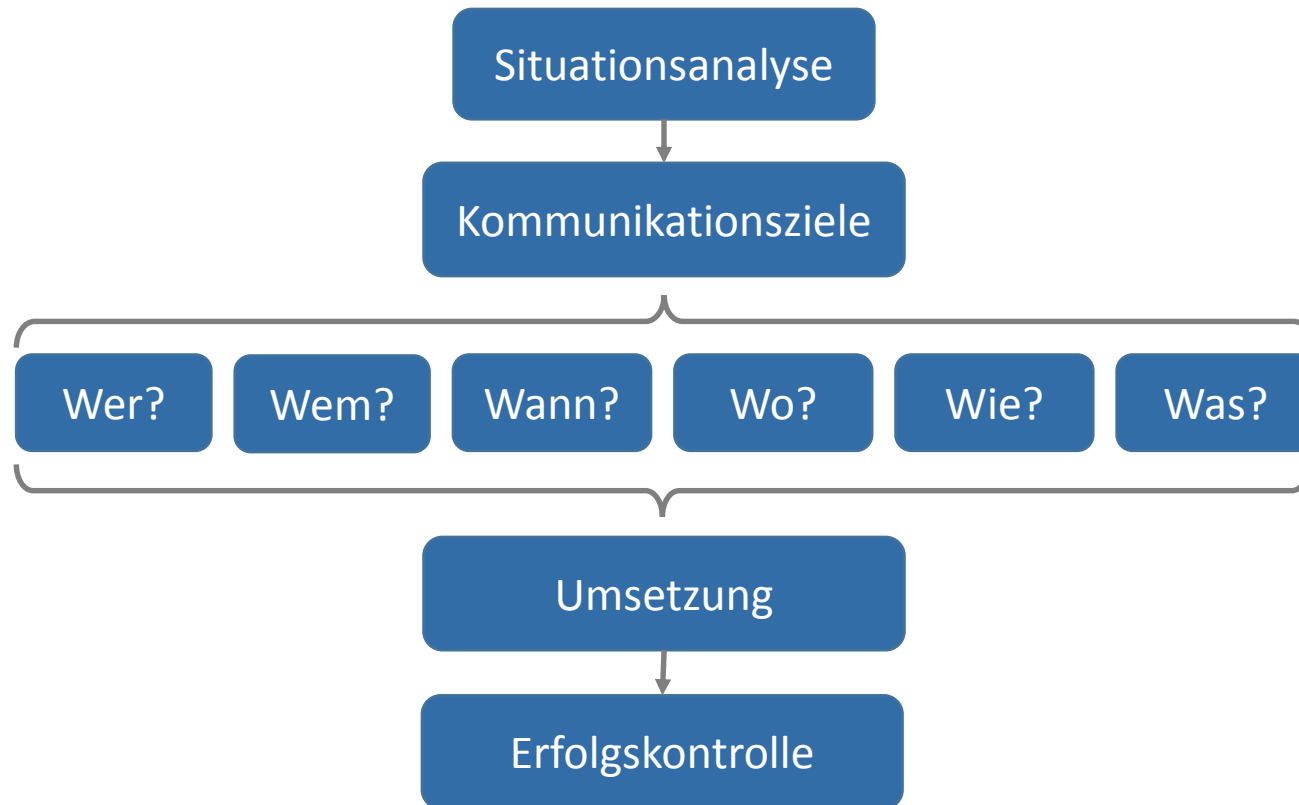 Situationsanalyse
Kommunikationsziele
Wer?
Wem?
Wann?
Wo?
Wie?
Was?
Umsetzung
Erfolgskontrolle